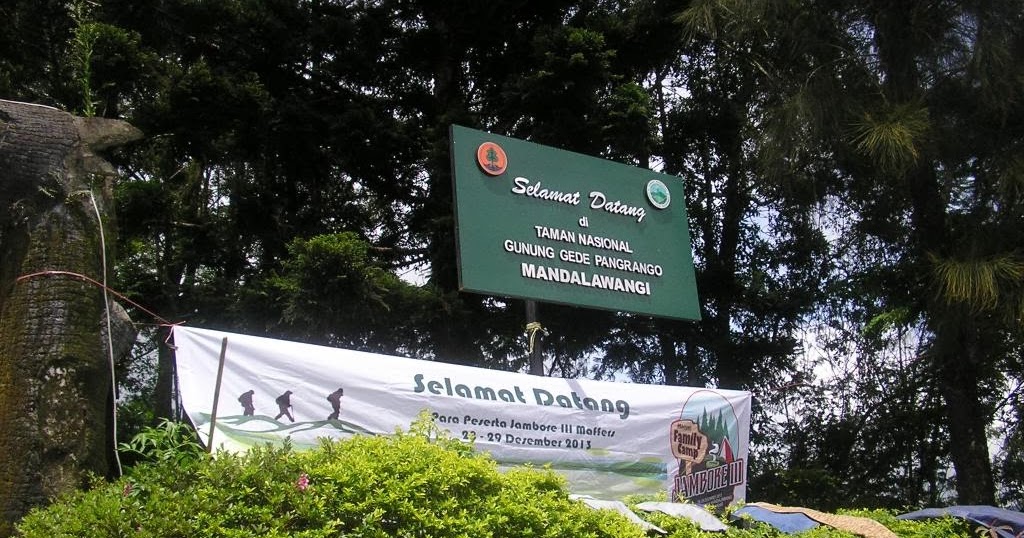 Selamat Datang
di
TAMAN NASIONAL
GUNUNG GEDE PANGRANGO
MANDALAWANGI
Selamat Datang
Para Peserta Jambore III Maffers
- 29 Desember 2013
Family
Camp
JAMBORE III